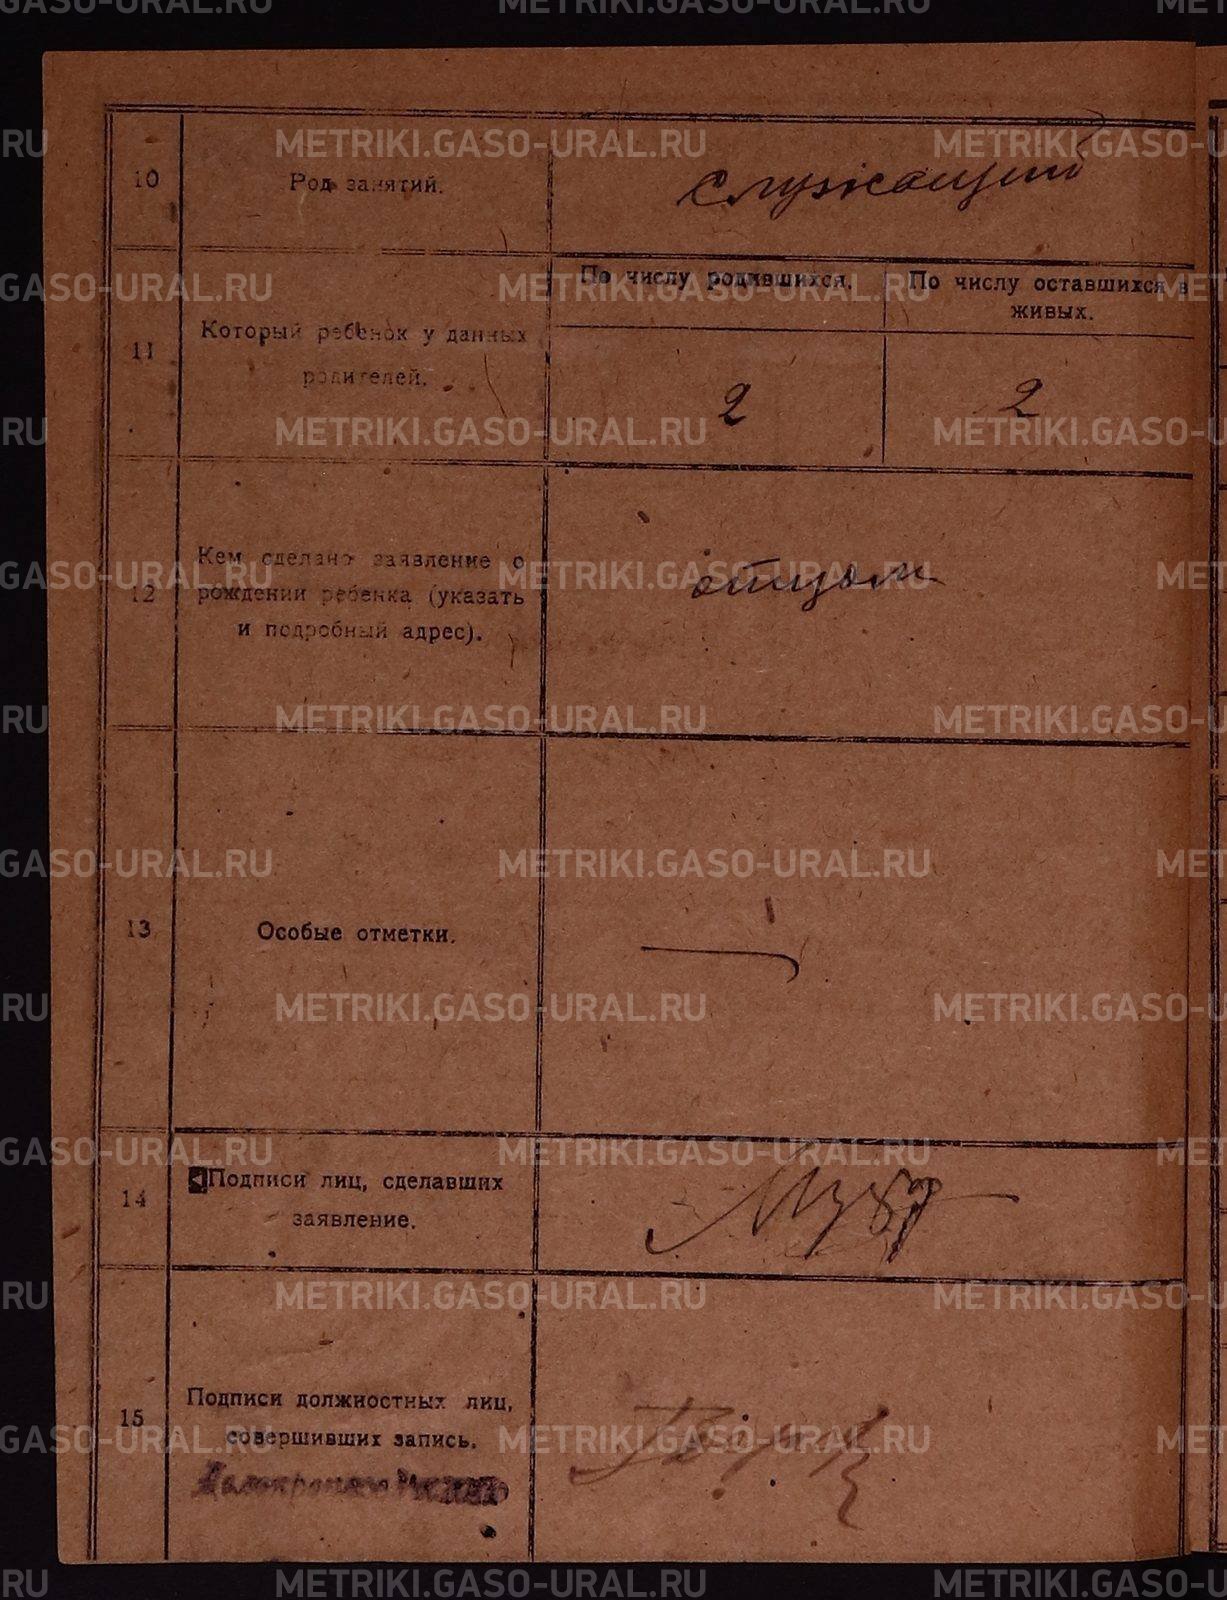 10
Род занятий.
служащий
11
Который ребенок у данных
родителей.
По числу родившихся.
По числу оставшихся в
живых.
2
2
12
Кем сделано заявление о
рождении ребенка (указать
и подробный адрес).
отцом
13
Особые отметки.
14
Подписи лиц, сделавших
заявление.
15
Подписи должностных лиц,
совершивших запись.
METRIKI.GASO-URAL.RU